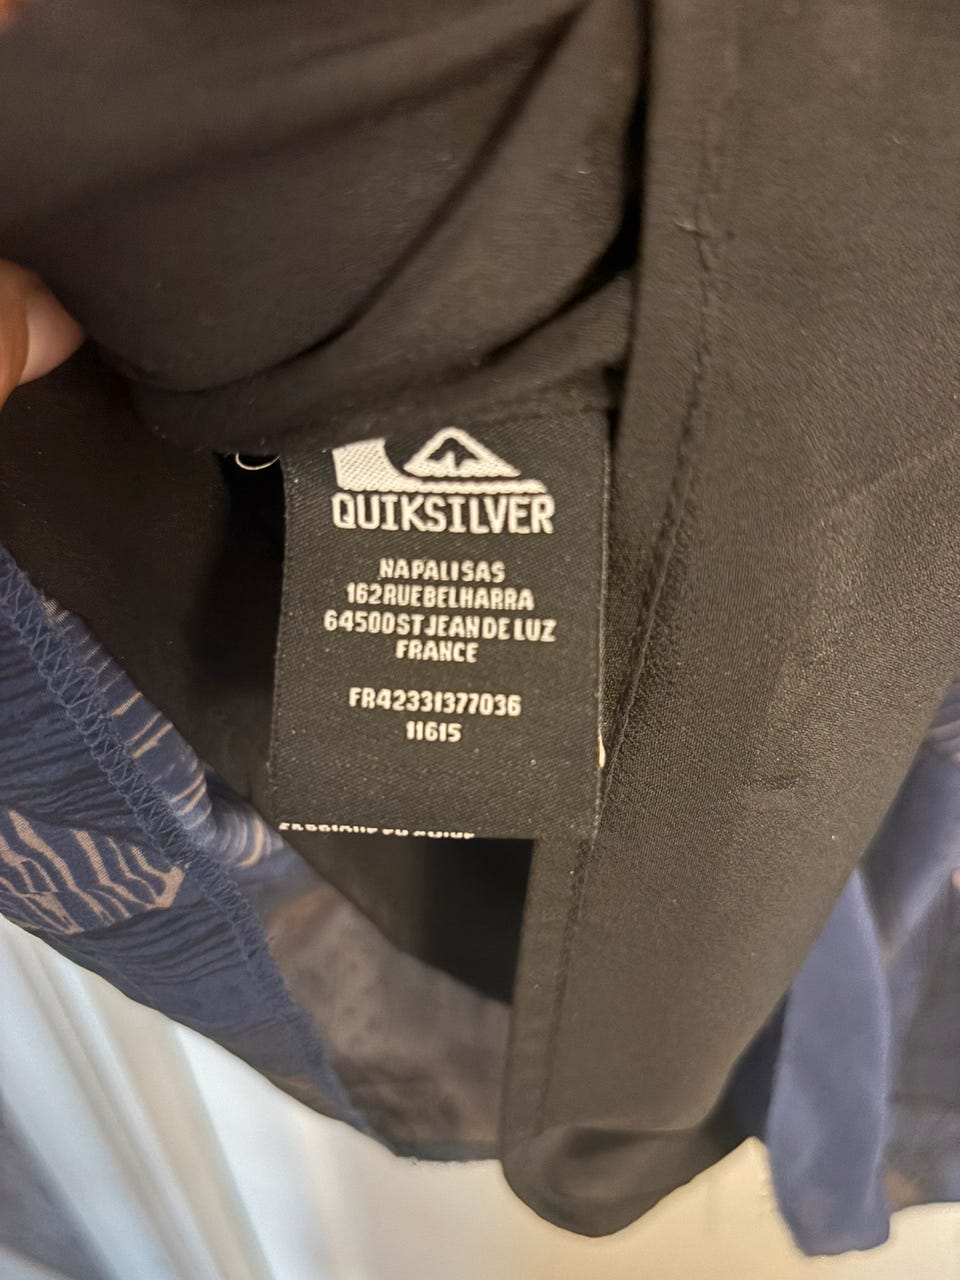 QUIKSILVER
NAPALI SAS
162 RUE BELHARRA
64500 ST JEAN DE LUZ
FRANCE
FR42331377036
11615